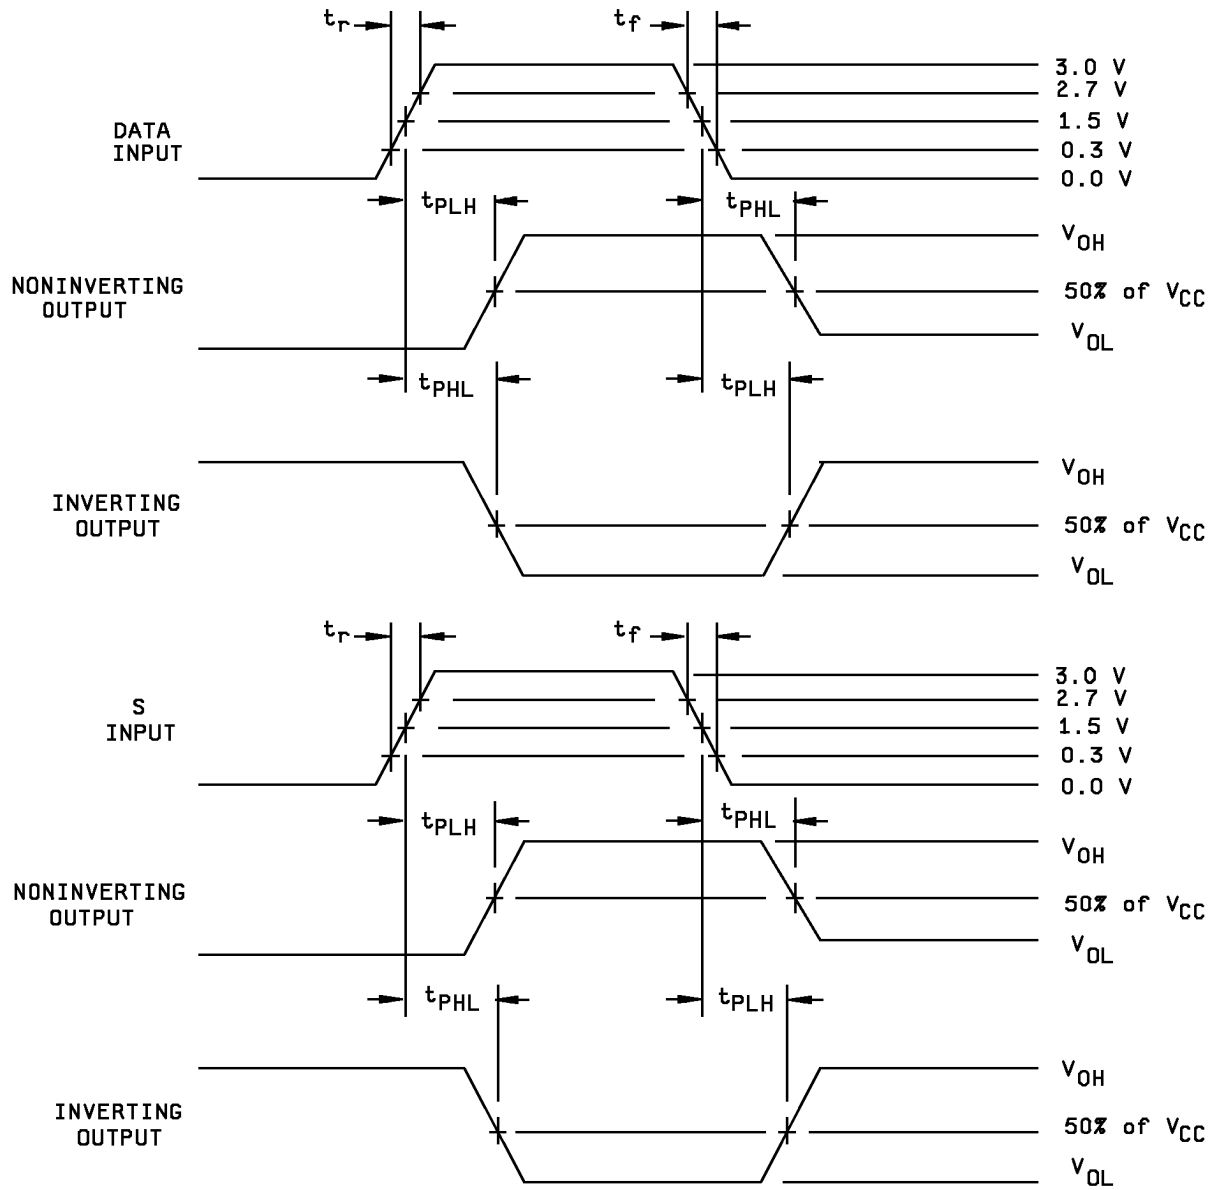 tr tf
3.0 V
2.7 V
1.5 V
DATA
INPUT
0.3 V
0.0 V
tPLH tPHL
VOH
NONINVERTING
OUTPUT
50% of VCC
VOL
tPHL tPLH
VOH
INVERTING
OUTPUT
50% of VCC
VOL
tr tf
3.0 V
2.7 V
S
INPUT
1.5 V
0.3 V
0.0 V
tPLH tPHL
VOH
NONINVERTING
OUTPUT
50% of VCC
VOL
tPHL tPLH
VOH
INVERTING
OUTPUT
50% of VCC
VOL